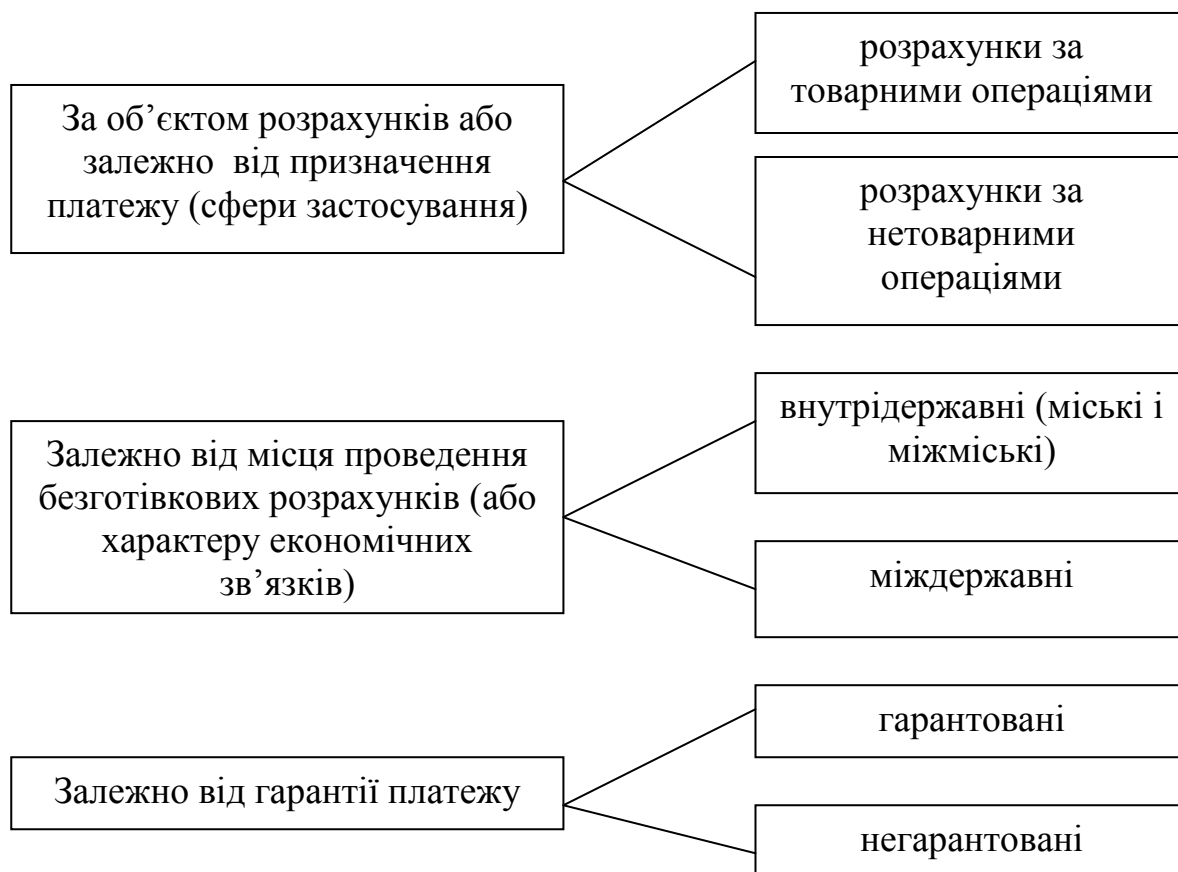 розрахунки за
товарними операціями
За об’єктом розрахунків або
залежно від призначення
платежу (сфери застосування)
розрахунки за
нетоварними
операціями
внутрідержавні (міські і
міжміські)
Залежно від місця проведення
безготівкових розрахунків (або
характеру економічних
зв’язків)
міждержавні
гарантовані
Залежно від гарантії платежу
негарантовані